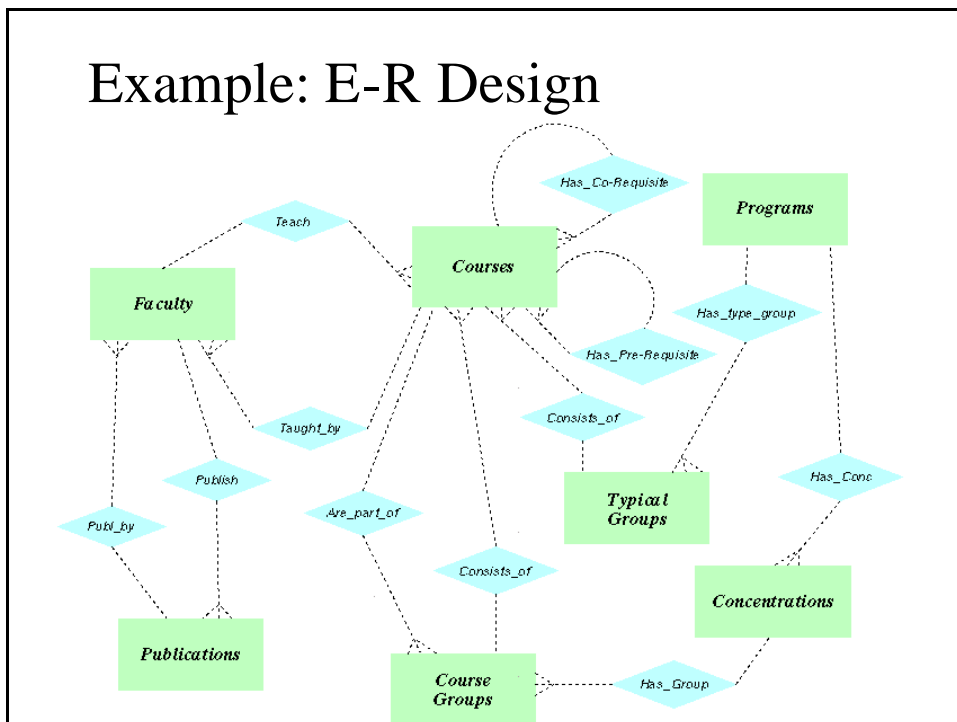 Example: E-R Design
Has_Co-Requisite
Programs
Teach
Courses
Faculty
Has_type_group
Has_Pre-Requisite
Consists_of
Taught_by
Publish
Has_Conc
Typical
Groups
Are_part_of
Publ_by
Consists_of
Concentrations
Publications
Course
Groups
Has_Group